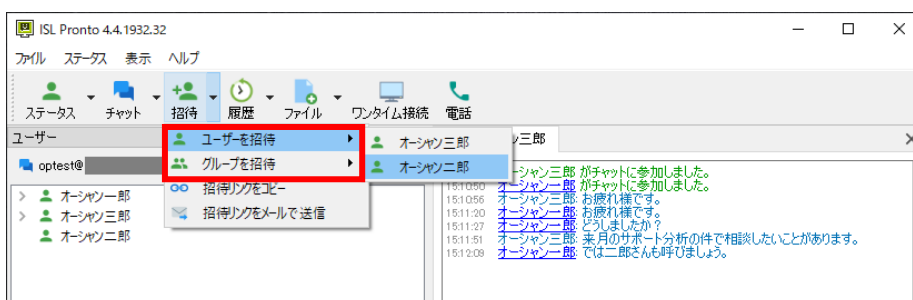 ISL Pronto 4.4.1932.32
ファイル ステータス 表示 ヘルプ
ステータス チャット 招待 履歴 ファイル ワンタイム接続 電話
ユーザー
optest@
オーシャン一郎
オーシャン三郎
オーシャン二郎
ユーザーを招待
グループを招待
招待リンクをコピー
招待リンクをメールで送信
オーシャン三郎
オーシャン二郎
ン三郎
ーシャン三郎 がチャットに参加しました。
15:10:50 オーシャン一郎 がチャットに参加しました。
15:10:56 オーシャン三郎: お疲れ様です。
15:11:20 オーシャン一郎: お疲れ様です。
15:11:27 オーシャン一郎: どうしましたか？
15:11:51 オーシャン三郎: 来月のサポート分析の件で相談したいことがあります。
15:12:09 オーシャン一郎: では二郎さんも呼びましょう。